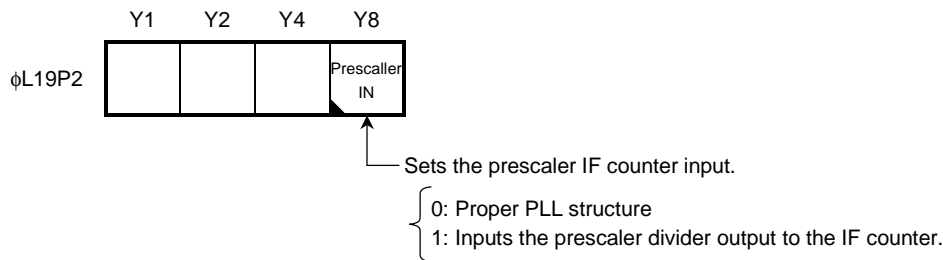 Y1 Y2 Y4 Y8
ϕL19P2
Prescaller
IN
Sets the prescaler IF counter input.
0: Proper PLL structure
1: Inputs the prescaler divider output to the IF counter.